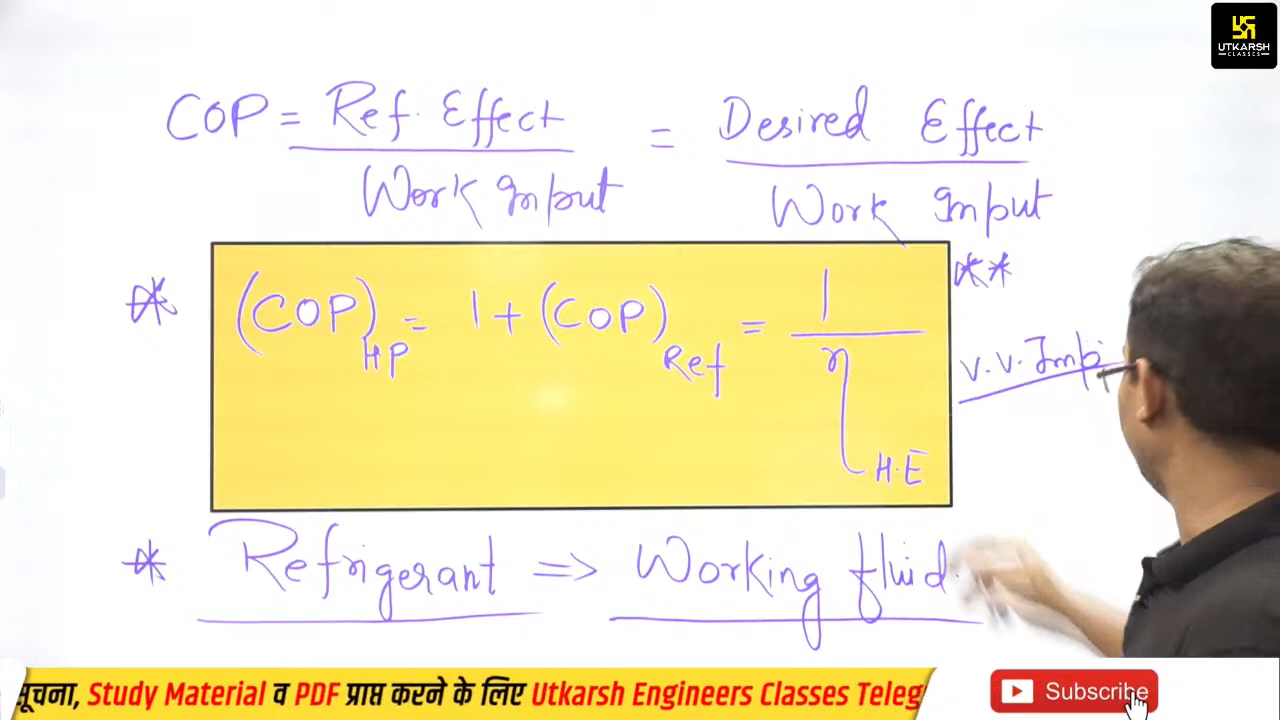 UTKARSH
CLASSES
COP = Ref. Effect / Work Input = Desired Effect / Work Input
* (COP)HP = 1 + (COP)Ref = 1 / ηH.E **
v.v. Imp
* Refrigerant => Working fluid.
सूचना, Study Material व PDF प्राप्त करने के लिए Utkarsh Engineers Classes Teleg
Subscribe